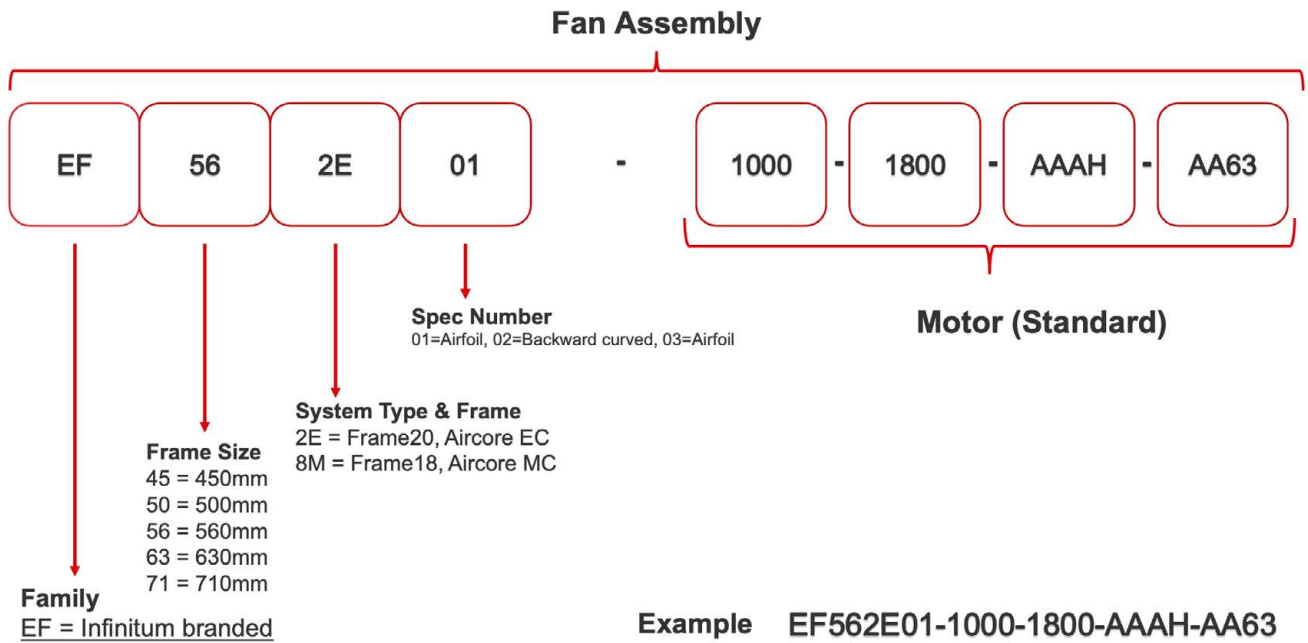 Fan Assembly
EF 56 2E 01 - 1000 - 1800 - AAAH - AA63
Spec Number
01=Airfoil, 02=Backward curved, 03=Airfoil
Motor (Standard)
System Type & Frame
2E = Frame20, Aircore EC
8M = Frame18, Aircore MC
Frame Size
45 = 450mm
50 = 500mm
56 = 560mm
63 = 630mm
71 = 710mm
Family
EF = Infinitum branded
Example EF562E01-1000-1800-AAAH-AA63